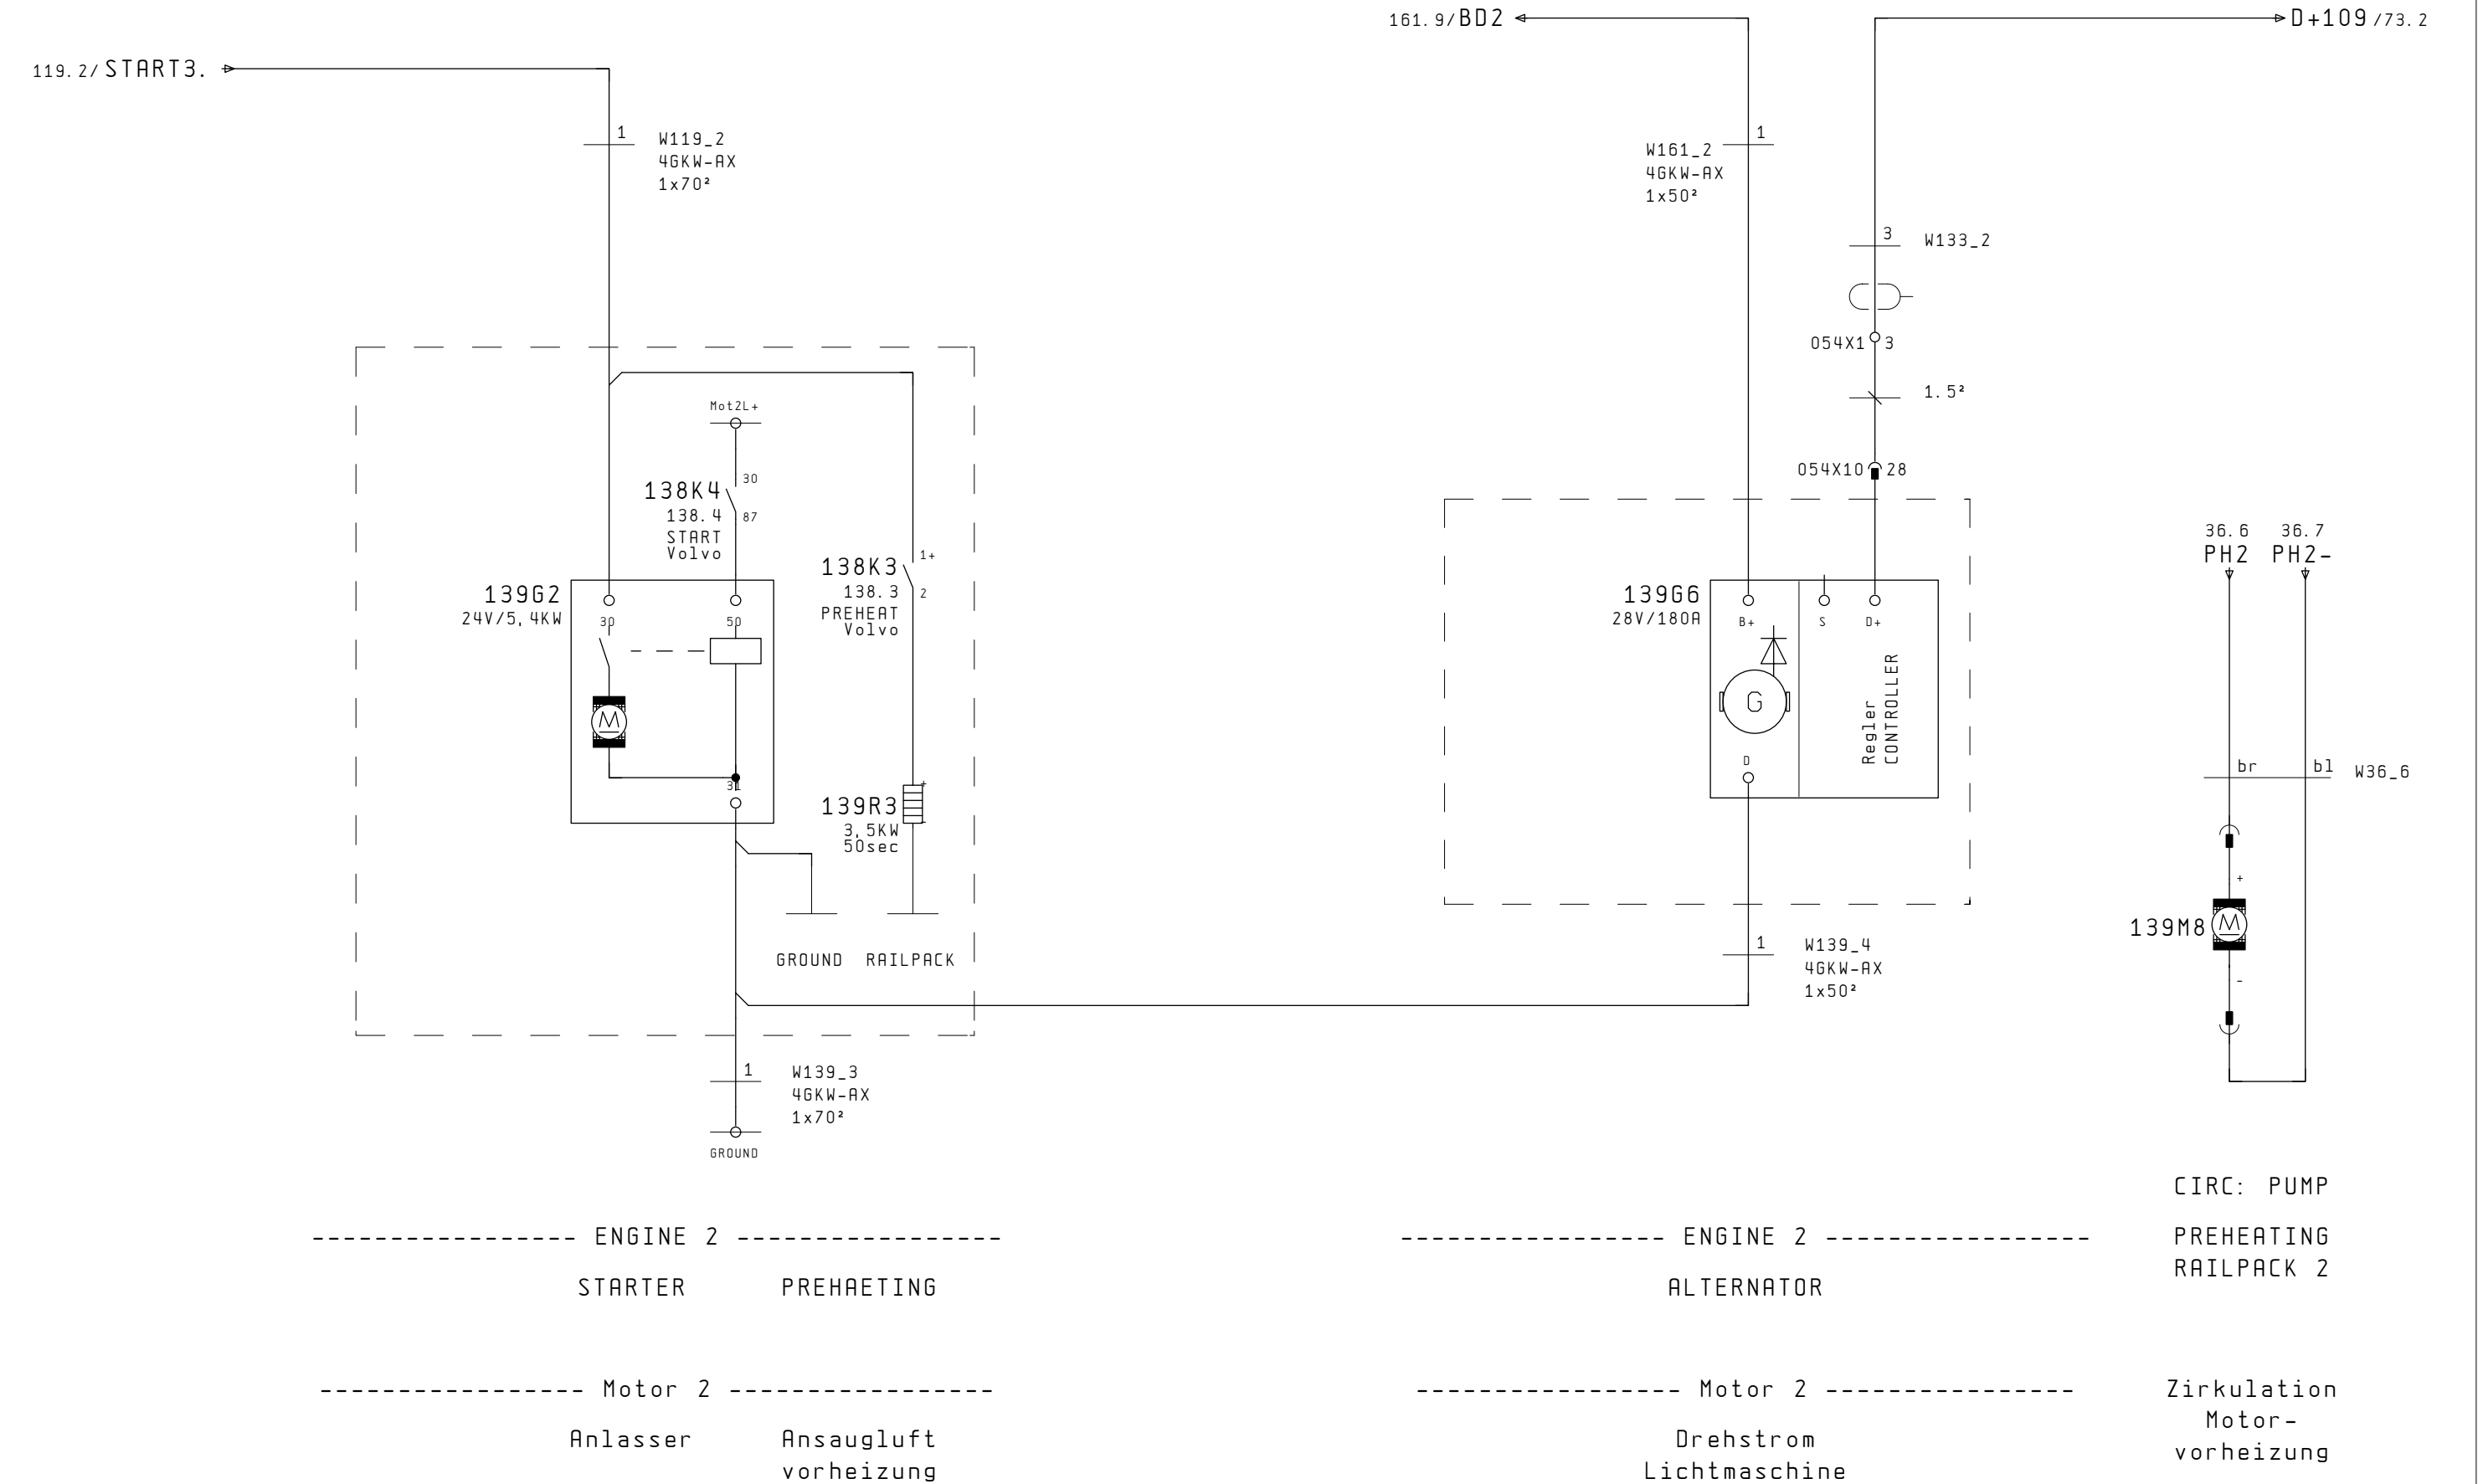 161.9/BD2
D+109 /73.2
119.2/ START3.
1
W119_2
4GKW-AX
1x70²
1
W161_2
4GKW-AX
1x50²
3
W133_2
054X1
3
1.5²
054X10
28
Mot2L+
30
138K4
138.4
87
START
Volvo
1+
138K3
138.3
2
PREHEAT
Volvo
139G2
24V/5,4KW
30
50
31
139R3
+
-
3,5KW
50sec
GROUND
RAILPACK
139G6
28V/180A
B+
S
D+
G
D
Regler
CONTROLLER
M
36.6
36.7
PH2
PH2-
br
bl
W36_6
+
139M8
M
-
1
W139_4
4GKW-AX
1x50²
1
W139_3
4GKW-AX
1x70²
GROUND
CIRC: PUMP
PREHEATING
RAILPACK 2
----------------- ENGINE 2 -----------------
STARTER
PREHAETING
----------------- ENGINE 2 -----------------
ALTERNATOR
----------------- Motor 2 -----------------
Anlasser
Ansaugluft
vorheizung
----------------- Motor 2 ----------------
Drehstrom
Lichtmaschine
Zirkulation
Motor-
vorheizung